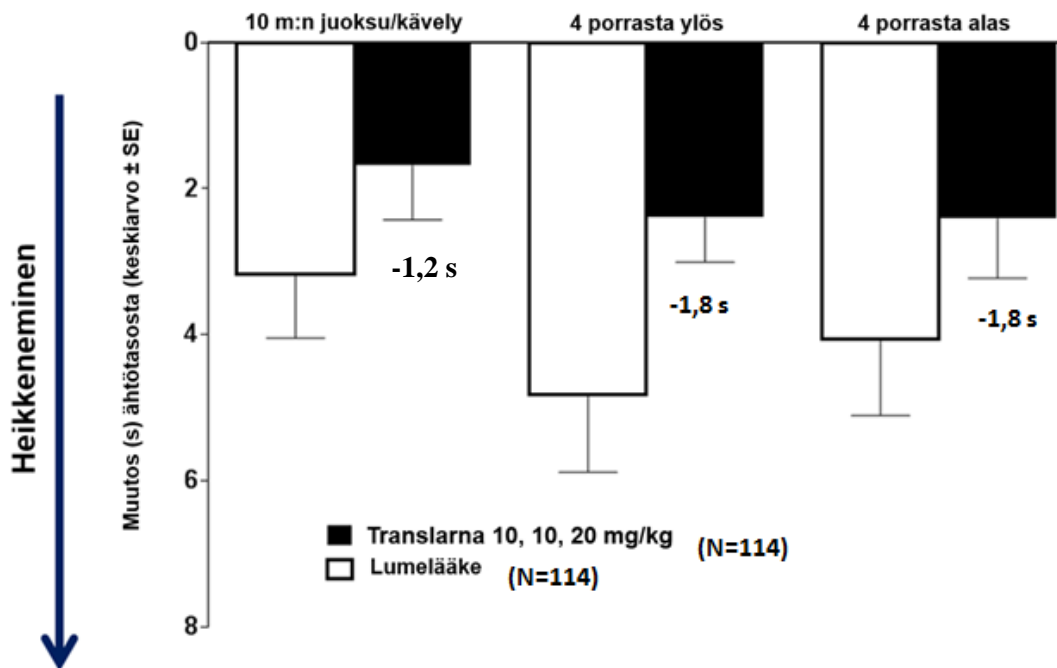 10 m:n juoksu/kävely
4 porrasta ylös
4 porrasta alas
0
2
4
6
8
Heikkeneminen
Muutos (s) ähtötasosta (keskiarvo ± SE)
-1,2 s
-1,8 s
-1,8 s
Translarna 10, 10, 20 mg/kg (N=114)
Lumelääke (N=114)